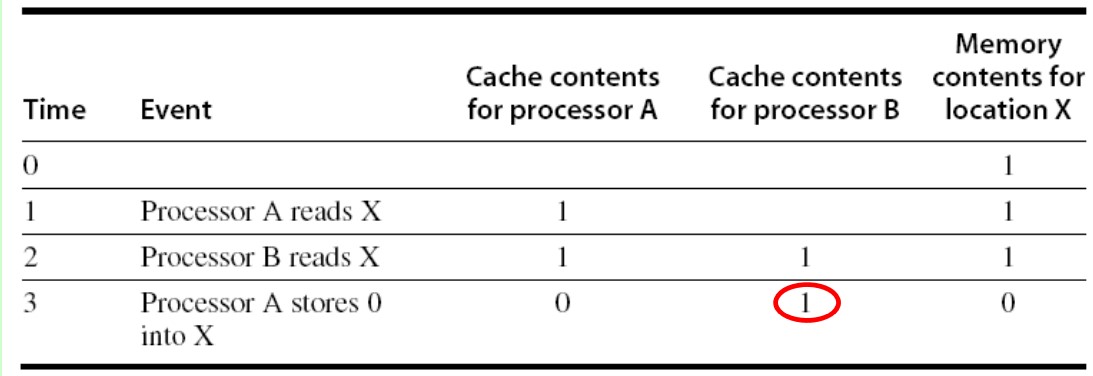 Time Event Cache contents for processor A Cache contents for processor B Memory contents for location X
0 1
1 Processor A reads X 1 1
2 Processor B reads X 1 1 1
3 Processor A stores 0 into X 0 1 0